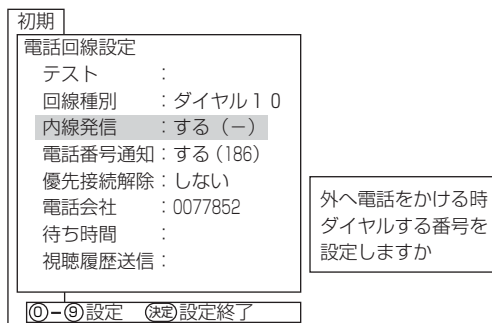 初期
電話回線設定
テスト　　　：
回線種別　　：ダイヤル１０
内線発信　　：する（－）
電話番号通知：する（186）
優先接続解除：しない
電話会社　　：0077852
待ち時間　　：
視聴履歴送信：
外へ電話をかける時
ダイヤルする番号を
設定しますか
⓪－⑨設定　決定設定終了